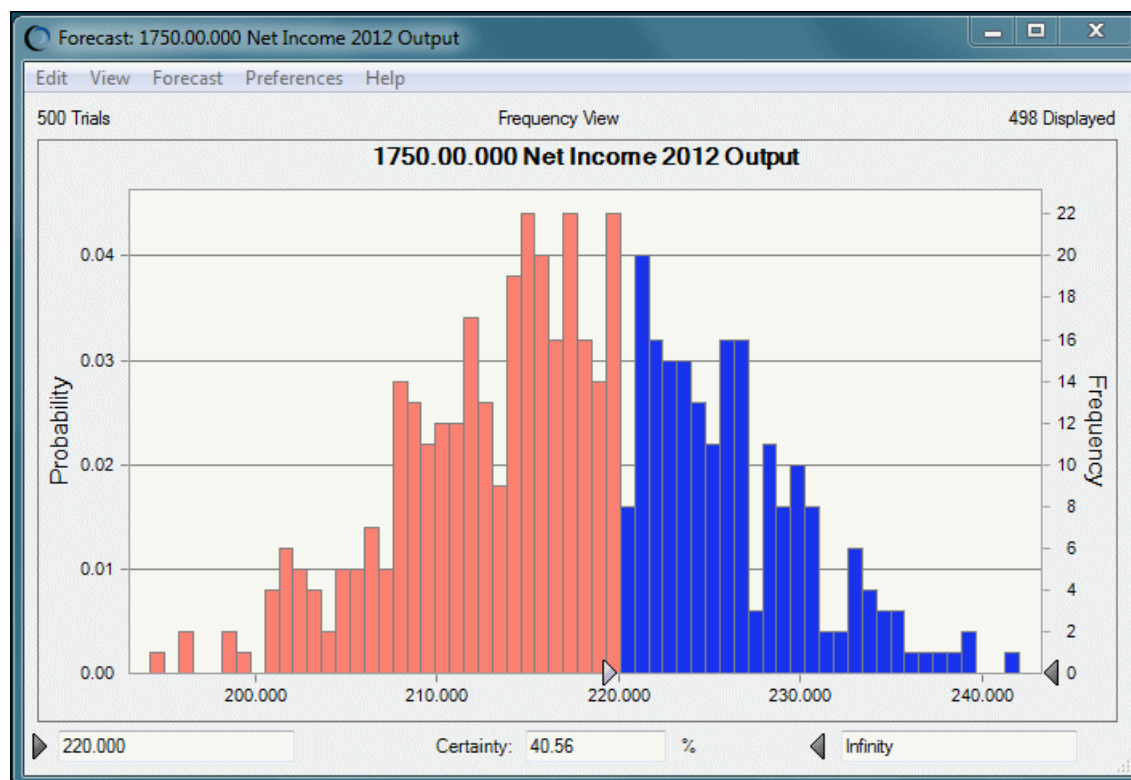 Forecast: 1750.00.000 Net Income 2012 Output
Edit View Forecast Preferences Help
500 Trials Frequency View 498 Displayed
1750.00.000 Net Income 2012 Output
Probability
0.04
0.03
0.02
0.01
0.00
22
20
18
16
14
12
10
8
6
4
2
0
Frequency
200.000 210.000 220.000 230.000 240.000
220.000 Certainty: 40.56 % Infinity